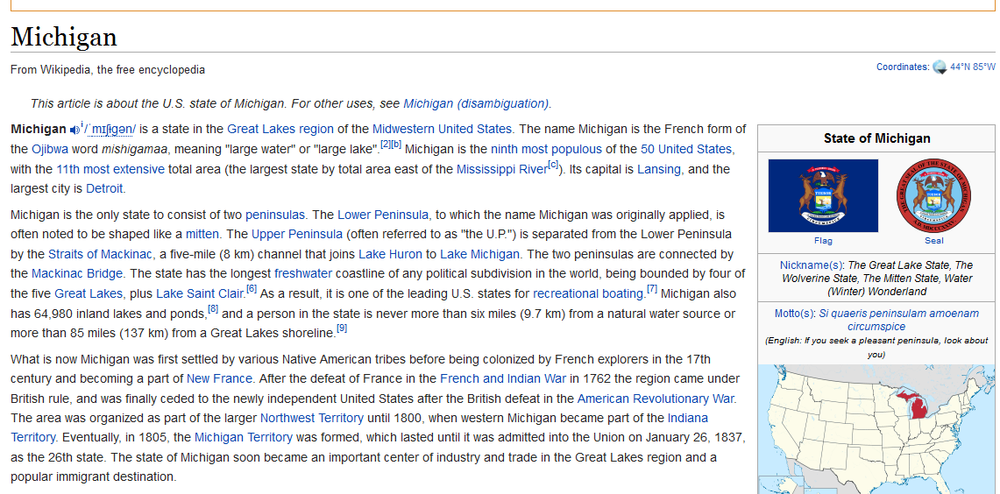 Michigan
From Wikipedia, the free encyclopedia
Coordinates: 44°N 85°W
This article is about the U.S. state of Michigan. For other uses, see Michigan (disambiguation).
Michigan i/ˈmɪʃɪɡən/ is a state in the Great Lakes region of the Midwestern United States. The name Michigan is the French form of
the Ojibwa word mishigamaa, meaning "large water" or "large lake".[2][b] Michigan is the ninth most populous of the 50 United States,
with the 11th most extensive total area (the largest state by total area east of the Mississippi River[c]). Its capital is Lansing, and the
largest city is Detroit.
Michigan is the only state to consist of two peninsulas. The Lower Peninsula, to which the name Michigan was originally applied, is
often noted to be shaped like a mitten. The Upper Peninsula (often referred to as "the U.P.") is separated from the Lower Peninsula
by the Straits of Mackinac, a five-mile (8 km) channel that joins Lake Huron to Lake Michigan. The two peninsulas are connected by
the Mackinac Bridge. The state has the longest freshwater coastline of any political subdivision in the world, being bounded by four of
the five Great Lakes, plus Lake Saint Clair.[6] As a result, it is one of the leading U.S. states for recreational boating.[7] Michigan also
has 64,980 inland lakes and ponds,[8] and a person in the state is never more than six miles (9.7 km) from a natural water source or
more than 85 miles (137 km) from a Great Lakes shoreline.[9]
What is now Michigan was first settled by various Native American tribes before being colonized by French explorers in the 17th
century and becoming a part of New France. After the defeat of France in the French and Indian War in 1762 the region came under
British rule, and was finally ceded to the newly independent United States after the British defeat in the American Revolutionary War.
The area was organized as part of the larger Northwest Territory until 1800, when western Michigan became part of the Indiana
Territory. Eventually, in 1805, the Michigan Territory was formed, which lasted until it was admitted into the Union on January 26, 1837,
as the 26th state. The state of Michigan soon became an important center of industry and trade in the Great Lakes region and a
popular immigrant destination.
State of Michigan
TUEBOR
THE GREAT SEAL OF THE STATE OF MICHIGAN
Flag
Seal
Nickname(s): The Great Lake State, The
Wolverine State, The Mitten State, Water
(Winter) Wonderland
Motto(s): Si quaeris peninsulam amoenam
circumspice
(English: If you seek a pleasant peninsula, look about
you)